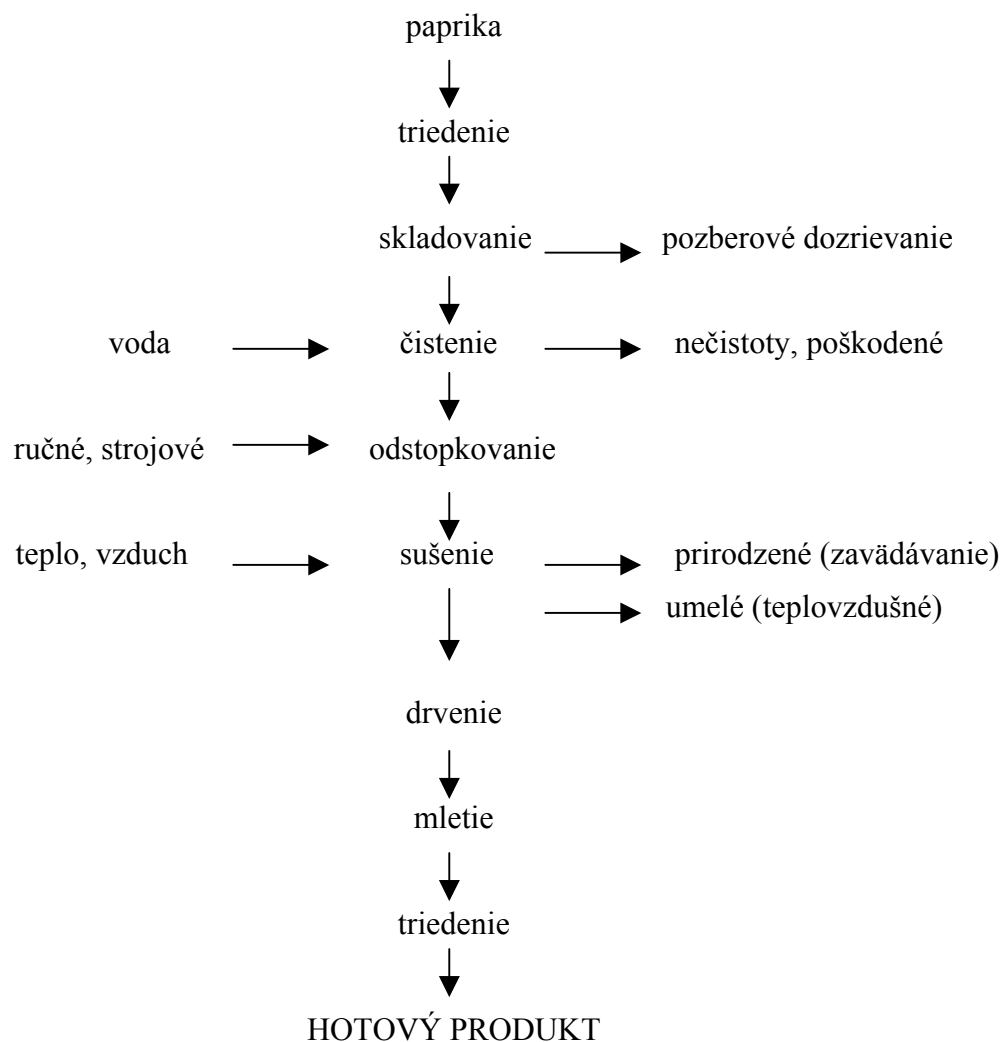 paprika
triedenie
skladovanie pozberové dozrievanie
voda čistenie nečistoty, poškodené
ručné, strojové odstopkovanie
teplo, vzduch sušenie prirodzené (zavädávanie)
umelé (teplovzdušné)
drvenie
mletie
triedenie
HOTOVÝ PRODUKT